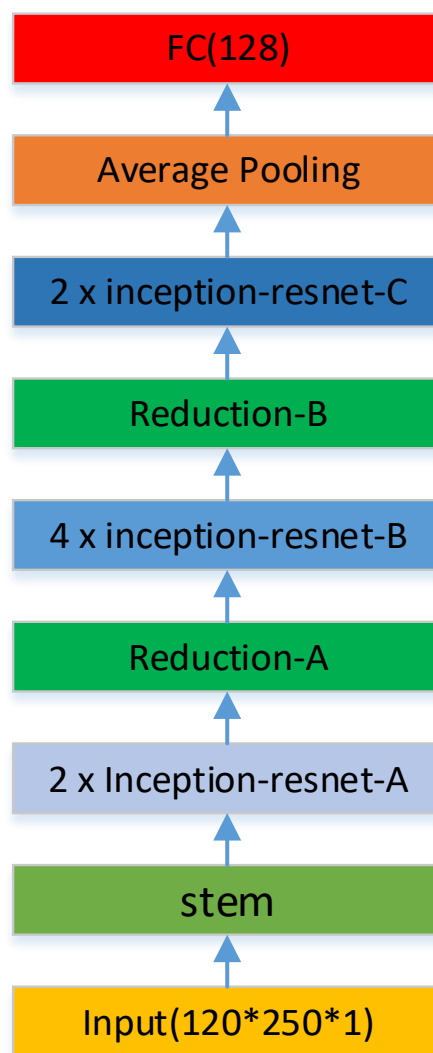 FC(128)
Average Pooling
2 x inception-resnet-C
Reduction-B
4 x inception-resnet-B
Reduction-A
2 x Inception-resnet-A
stem
Input(120*250*1)